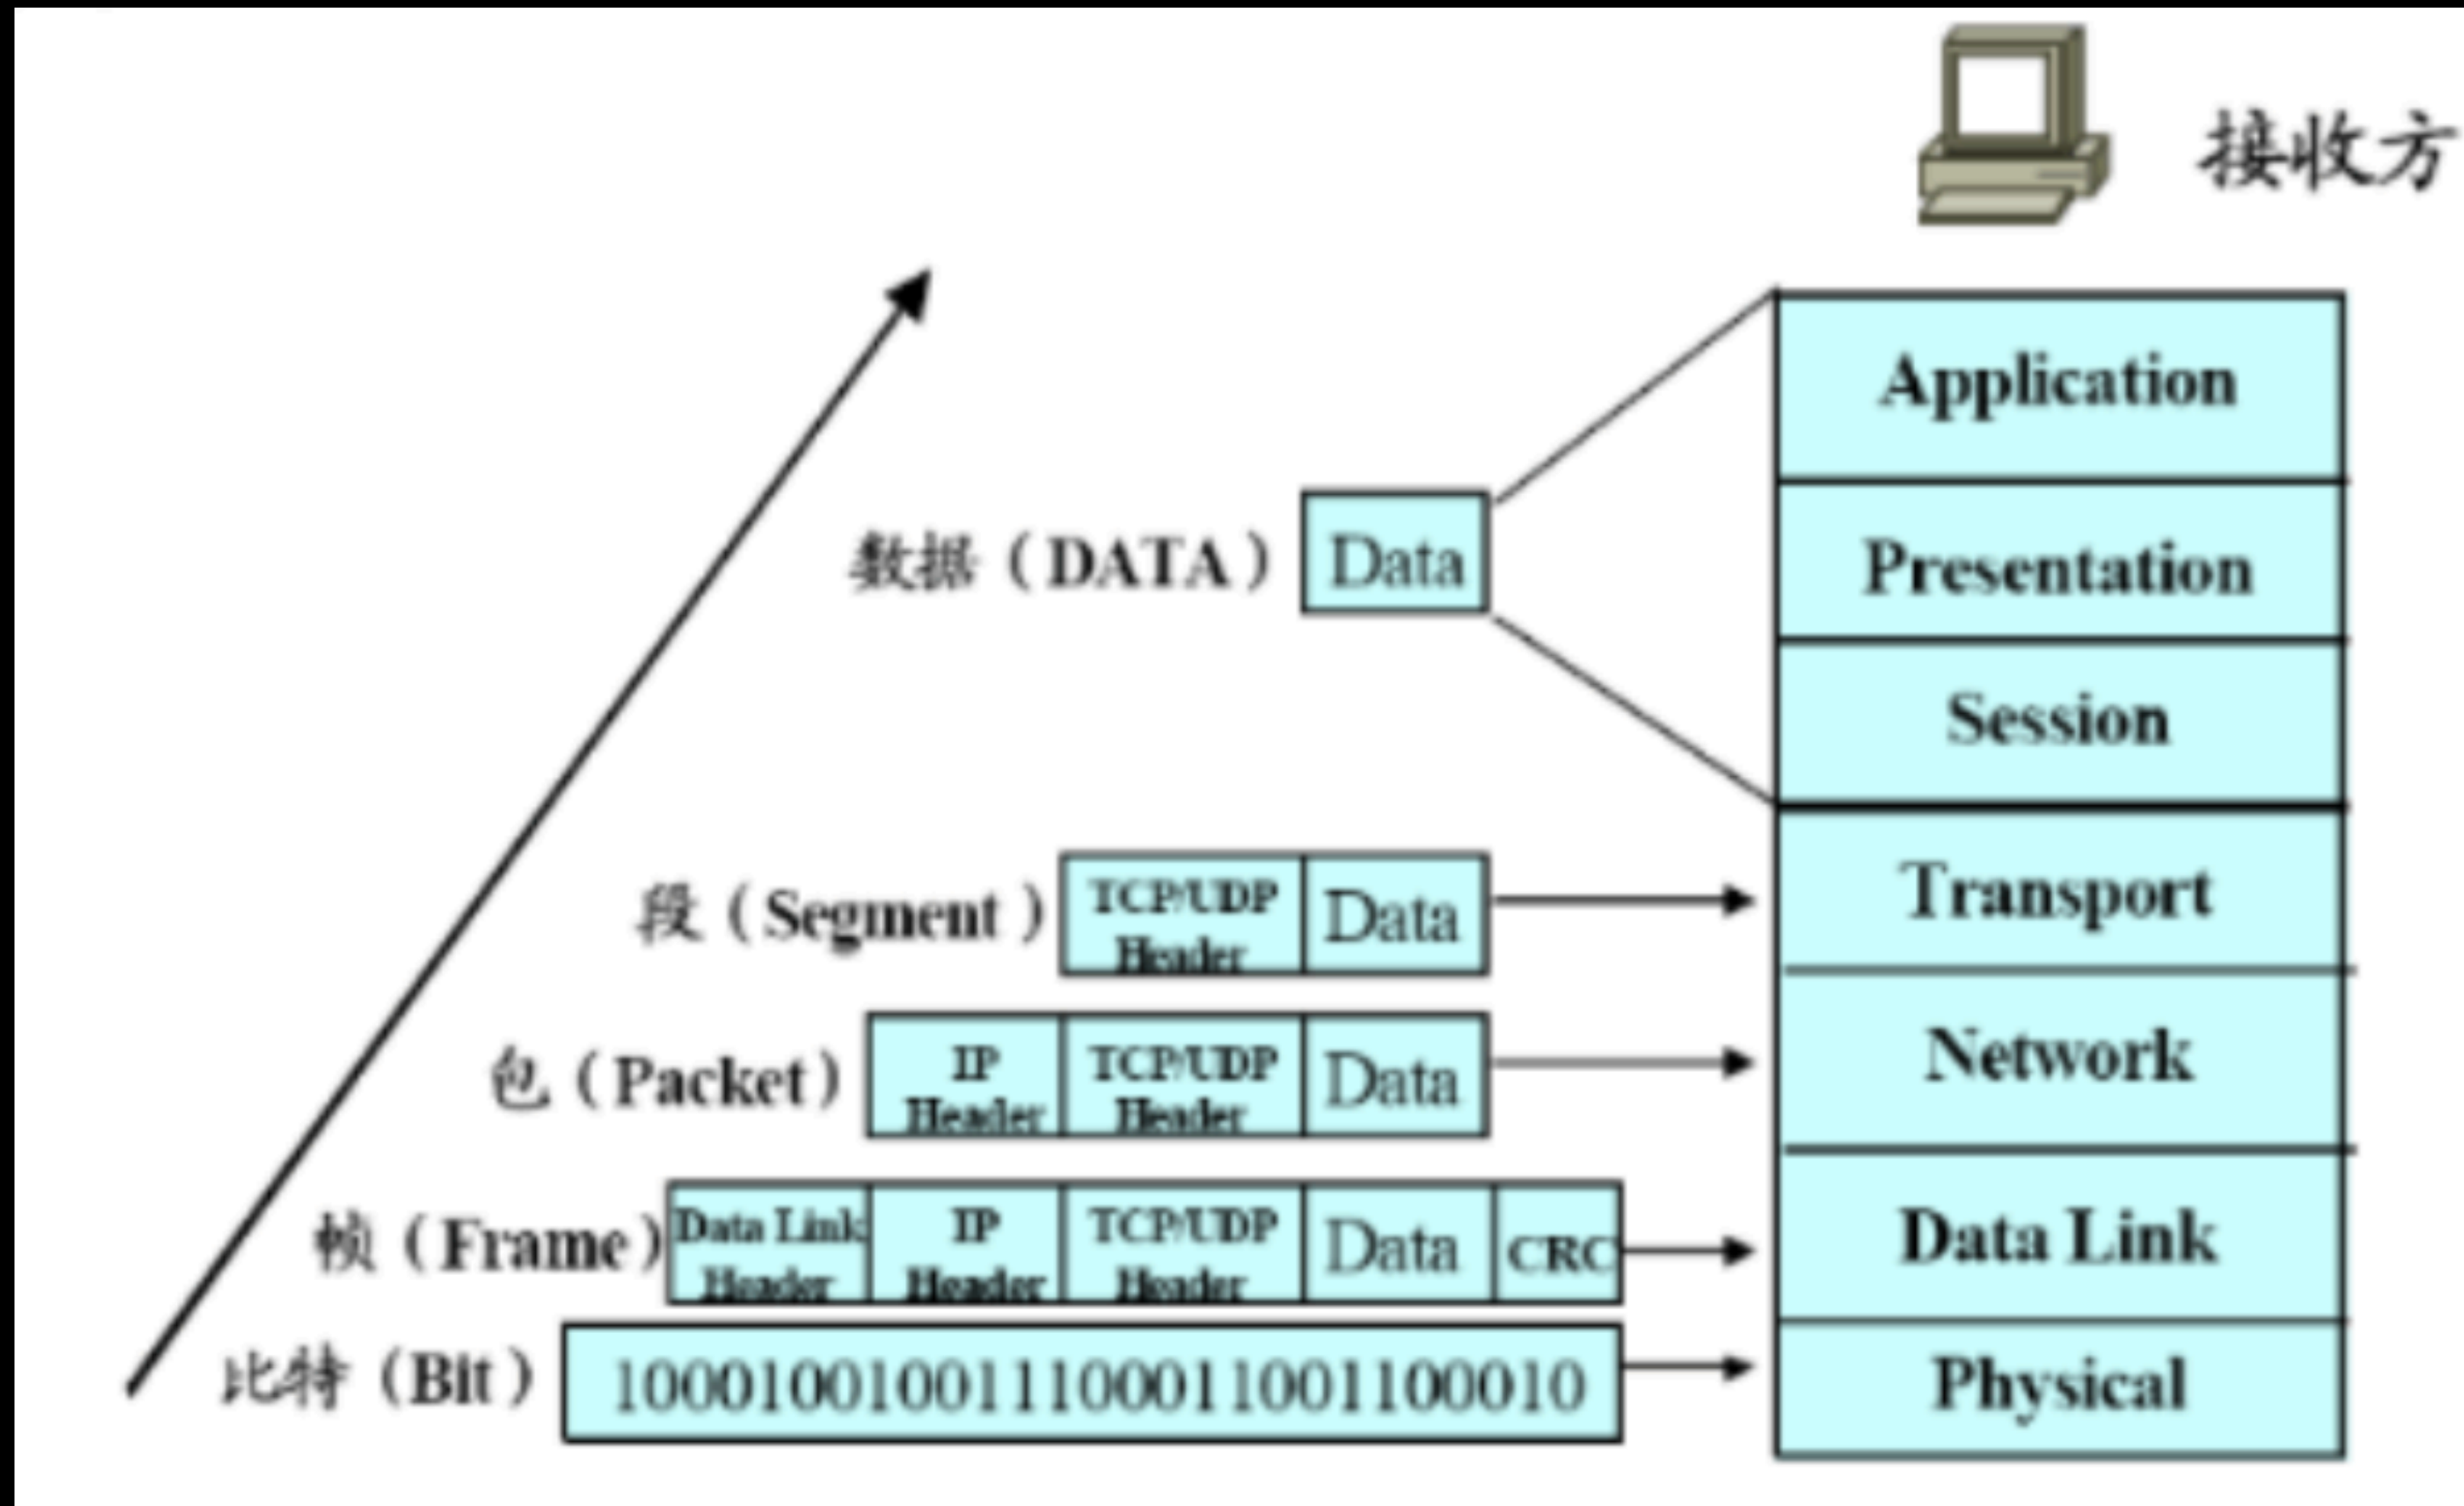 接收方
Application
Presentation
数据（DATA） Data
Session
段（Segment） TCP/UDP Header Data
Transport
包（Packet） IP Header TCP/UDP Header Data
Network
帧（Frame） Data Link Header IP Header TCP/UDP Header Data CRC
Data Link
比特（Bit） 100010010011100011001100010
Physical